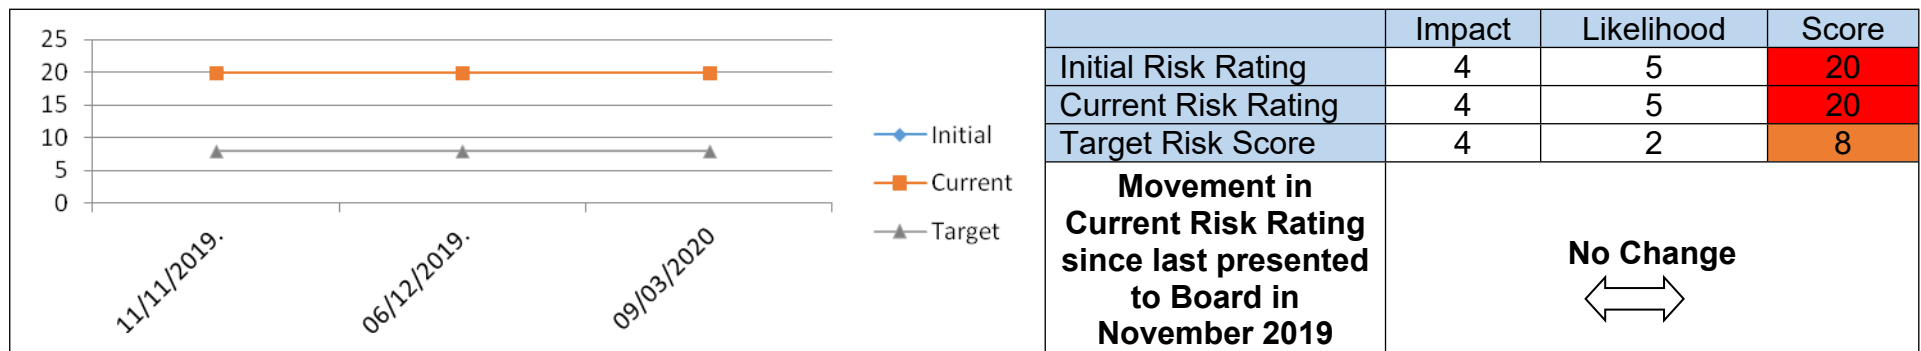 25
20
15
10
5
0
11/11/2019.
06/12/2019.
09/03/2020
Initial
Current
Target
Impact Likelihood Score
Initial Risk Rating 4 5 20
Current Risk Rating 4 5 20
Target Risk Score 4 2 8
Movement in
Current Risk Rating
since last presented
to Board in
November 2019
No Change